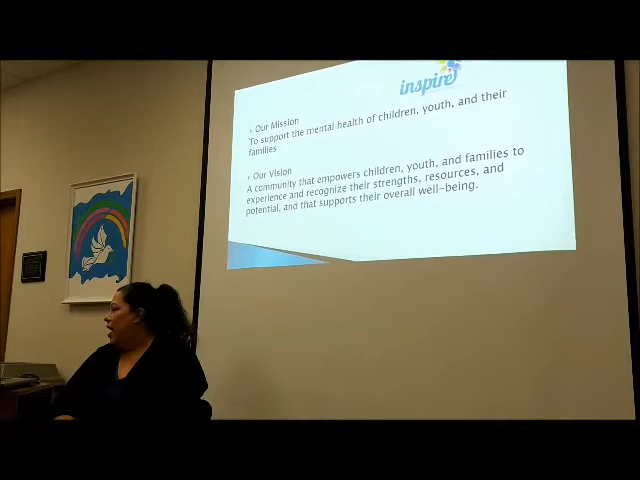 inspire
› Our Mission
To support the mental health of children, youth, and their
families
› Our Vision
A community that empowers children, youth, and families to
experience and recognize their strengths, resources, and
potential, and that supports their overall well-being.